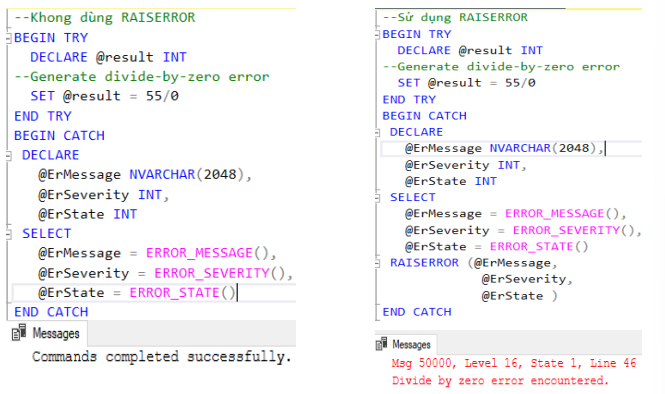 --Khong dùng RAISERROR
BEGIN TRY
DECLARE @result INT
--Generate divide-by-zero error
SET @result = 55/0
END TRY
BEGIN CATCH
DECLARE
@ErMessage NVARCHAR(2048),
@ErSeverity INT,
@ErState INT
SELECT
@ErMessage = ERROR_MESSAGE(),
@ErSeverity = ERROR_SEVERITY(),
@ErState = ERROR_STATE()
END CATCH
Messages
Commands completed successfully.
--Sử dụng RAISERROR
BEGIN TRY
DECLARE @result INT
--Generate divide-by-zero error
SET @result = 55/0
END TRY
BEGIN CATCH
DECLARE
@ErMessage NVARCHAR(2048),
@ErSeverity INT,
@ErState INT
SELECT
@ErMessage = ERROR_MESSAGE(),
@ErSeverity = ERROR_SEVERITY(),
@ErState = ERROR_STATE()
RAISERROR (@ErMessage,
@ErSeverity,
@ErState )
END CATCH
Messages
Msg 50000, Level 16, State 1, Line 46
Divide by zero error encountered.